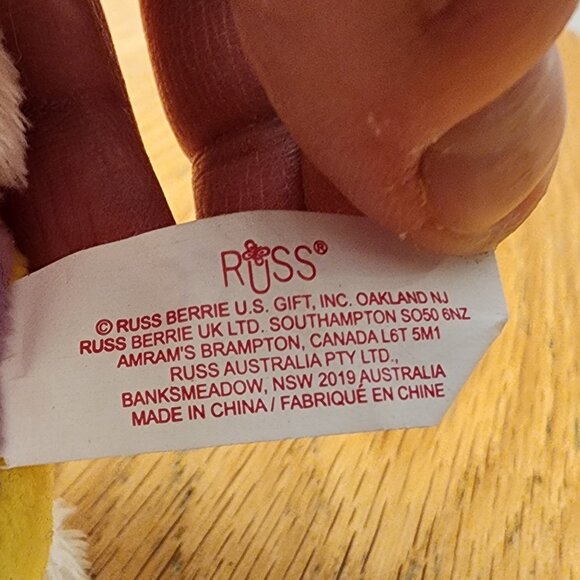 RUSS®
© RUSS BERRIE U.S. GIFT, INC. OAKLAND NJ
RUSS BERRIE UK LTD. SOUTHAMPTON SO50 6NZ
AMRAM'S BRAMPTON, CANADA L6T 5M1
RUSS AUSTRALIA PTY LTD.,
BANKSMEADOW, NSW 2019 AUSTRALIA
MADE IN CHINA / FABRIQUÉ EN CHINE